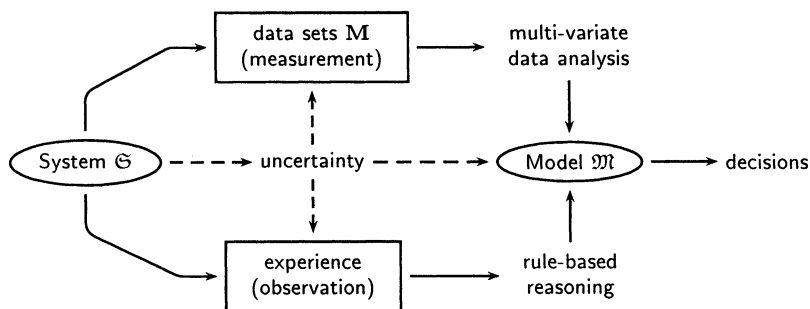 data sets M
(measurement)
multi-variate
data analysis
System 𝔖
uncertainty
Model 𝔐
decisions
experience
(observation)
rule-based
reasoning